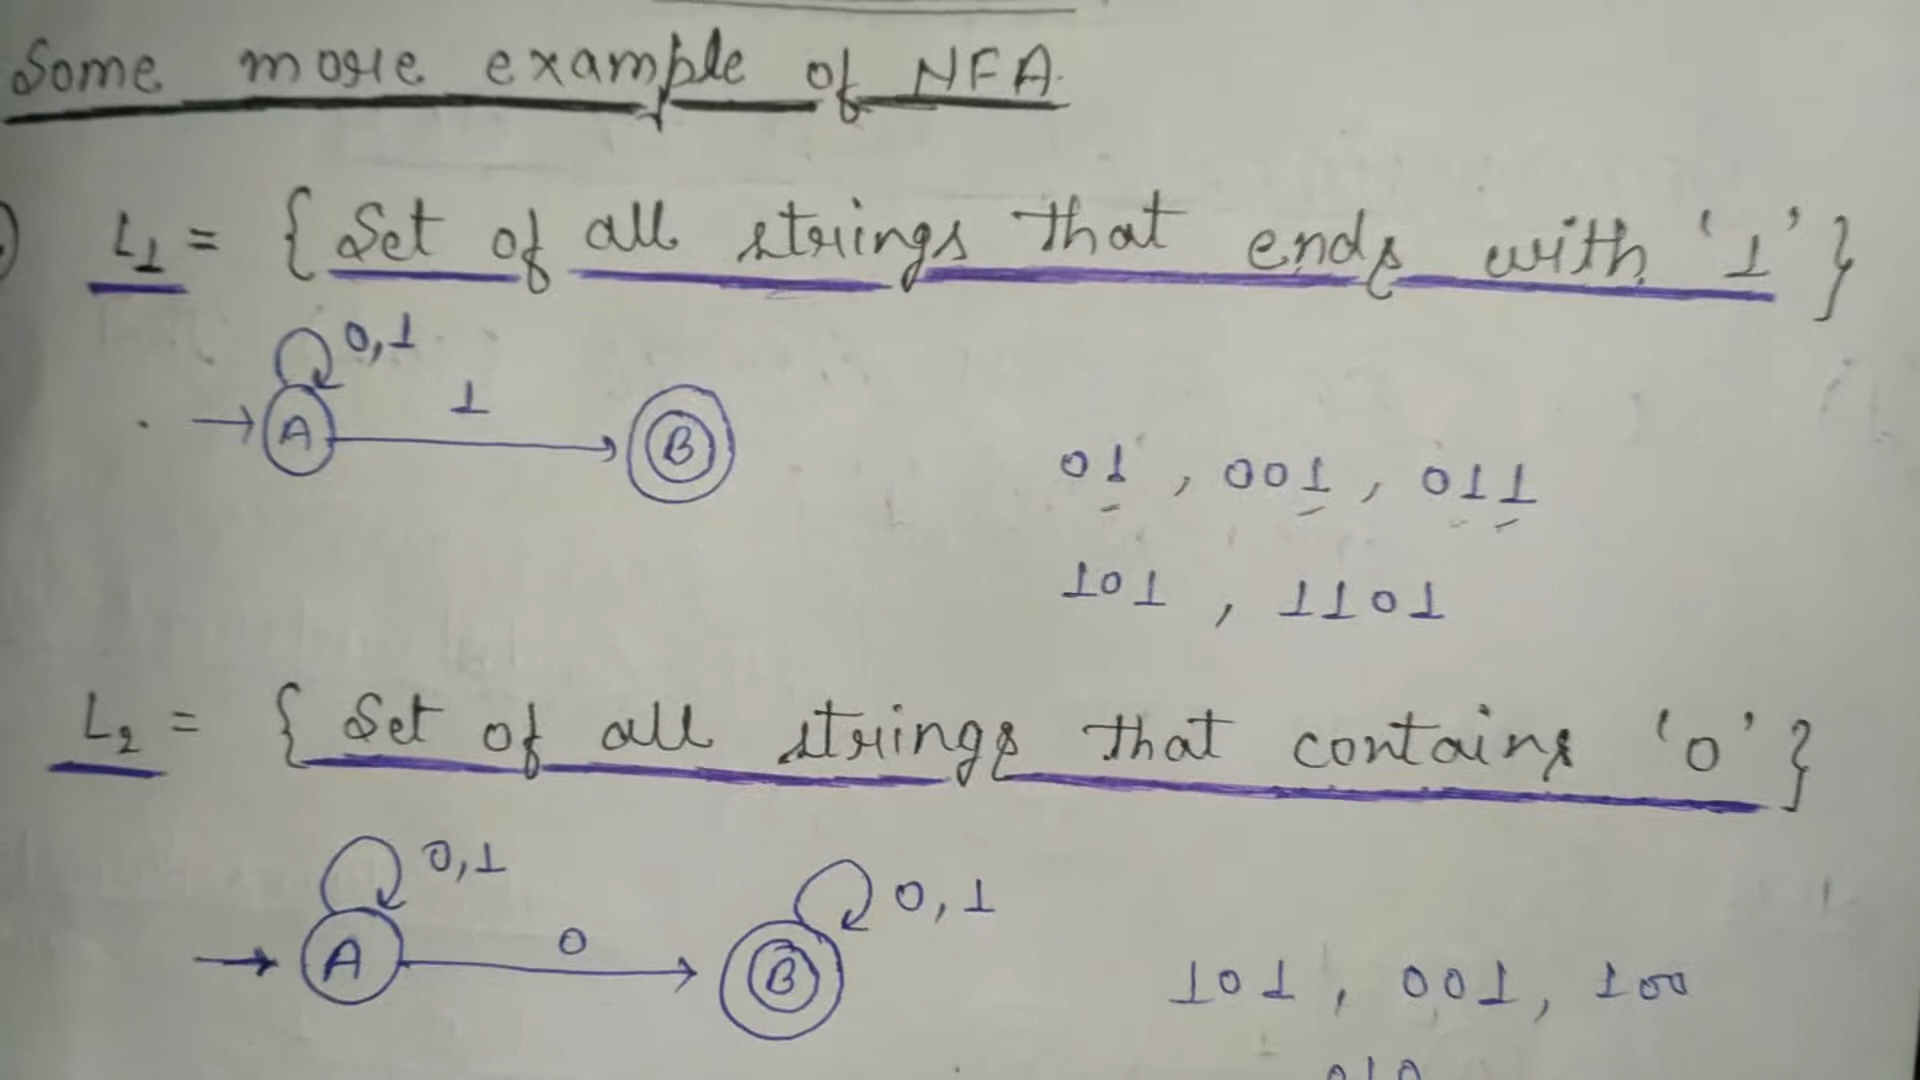 Some more example of NFA.
L1 = { Set of all strings that ends with '1' }
0,1
1
A
B
01 , 001 , 011
101 , 1101
L2 = { Set of all strings that contains '0' }
0,1
0,1
0
A
B
101 , 001 , 100
010